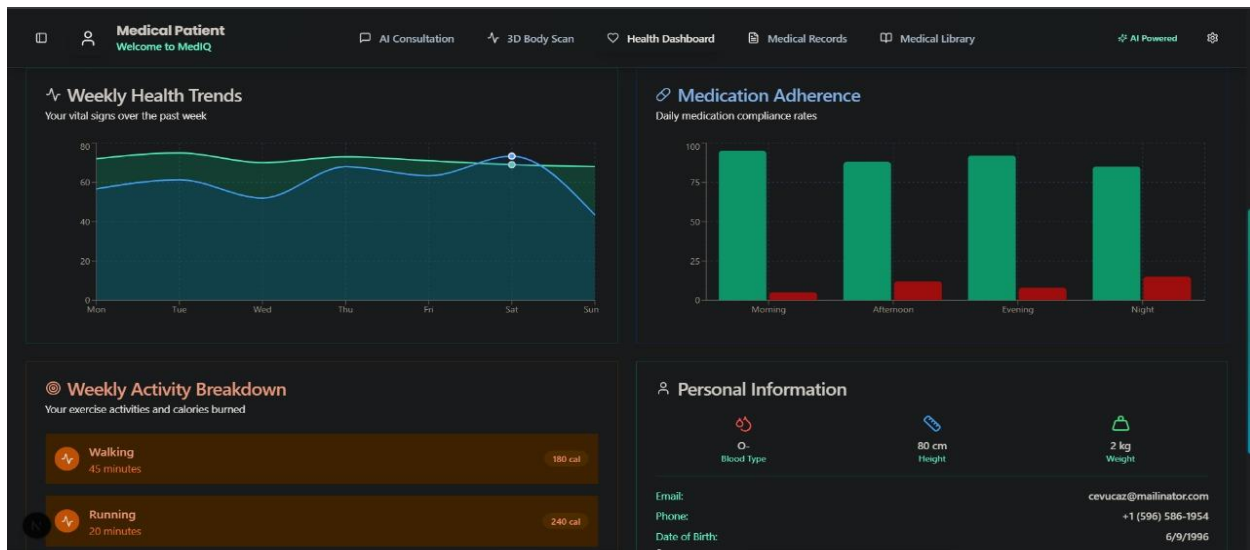 Medical Patient
Welcome to MedIQ
AI Consultation
3D Body Scan
Health Dashboard
Medical Records
Medical Library
AI Powered
Weekly Health Trends
Your vital signs over the past week
80
60
40
20
0
Mon Tue Wed Thu Fri Sat Sun
Medication Adherence
Daily medication compliance rates
100
75
50
25
0
Morning Afternoon Evening Night
Weekly Activity Breakdown
Your exercise activities and calories burned
Walking
45 minutes
180 cal
Running
20 minutes
240 cal
N
Personal Information
O-
Blood Type
80 cm
Height
2 kg
Weight
Email: cevucaz@mailinator.com
Phone: +1 (596) 586-1954
Date of Birth: 6/9/1996